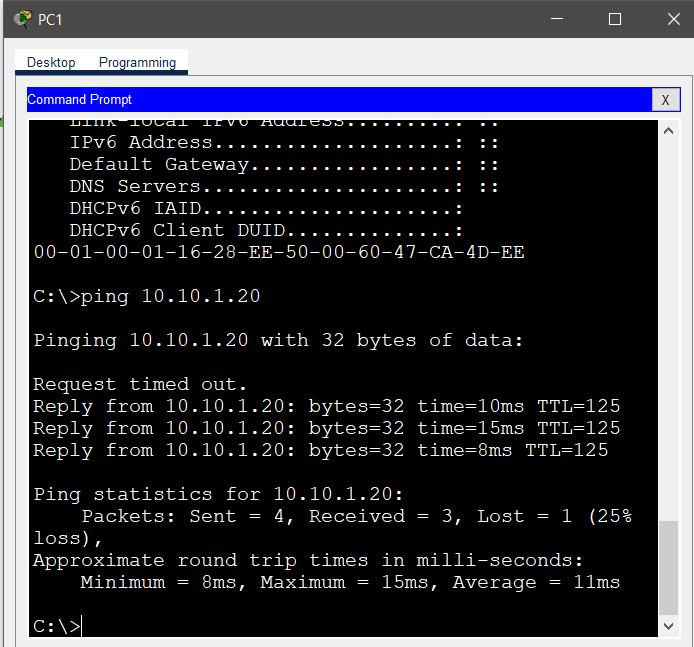 PC1
Desktop Programming
Command Prompt X
Link-local IPv6 Address.........: ::
IPv6 Address....................: ::
Default Gateway.................: ::
DNS Servers.....................: ::
DHCPv6 IAID.....................:
DHCPv6 Client DUID..............:
00-01-00-01-16-28-EE-50-00-60-47-CA-4D-EE
C:\>ping 10.10.1.20
Pinging 10.10.1.20 with 32 bytes of data:
Request timed out.
Reply from 10.10.1.20: bytes=32 time=10ms TTL=125
Reply from 10.10.1.20: bytes=32 time=15ms TTL=125
Reply from 10.10.1.20: bytes=32 time=8ms TTL=125
Ping statistics for 10.10.1.20:
Packets: Sent = 4, Received = 3, Lost = 1 (25%
loss),
Approximate round trip times in milli-seconds:
Minimum = 8ms, Maximum = 15ms, Average = 11ms
C:\>